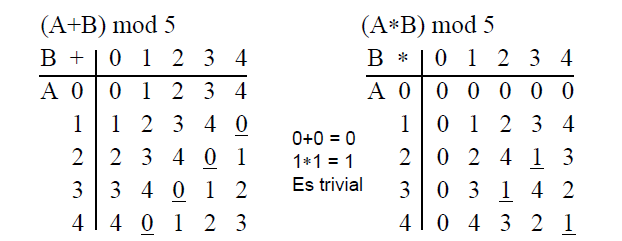 (A+B) mod 5
B + | 0 1 2 3 4
A 0 | 0 1 2 3 4
1 | 1 2 3 4 0
2 | 2 3 4 0 1
3 | 3 4 0 1 2
4 | 4 0 1 2 3
0+0 = 0
1*1 = 1
Es trivial
(A*B) mod 5
B * | 0 1 2 3 4
A 0 | 0 0 0 0 0
1 | 0 1 2 3 4
2 | 0 2 4 1 3
3 | 0 3 1 4 2
4 | 0 4 3 2 1